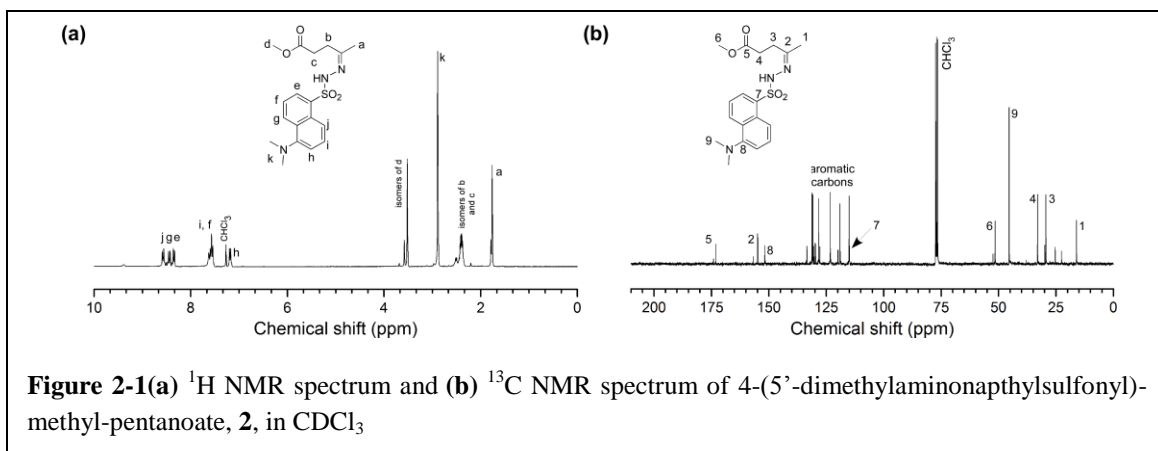 (a)
d
O
O
b
a
c
N
HN
e
S
O2
f
g
j
i
h
N
k
k
isomers of d
isomers of b
and c
a
j g e
i, f
CHCl3
h
10 8 6 4 2 0
Chemical shift (ppm)
(b)
6
O
O
5
3
1
2
4
N
HN
7
S
O2
9
N
8
CHCl3
9
aromatic
carbons
7
5
2
8
6
4
3
1
200 175 150 125 100 75 50 25 0
Chemical shift (ppm)
Figure 2-1(a) 1H NMR spectrum and (b) 13C NMR spectrum of 4-(5’-dimethylaminonapthylsulfonyl)-
methyl-pentanoate, 2, in CDCl3